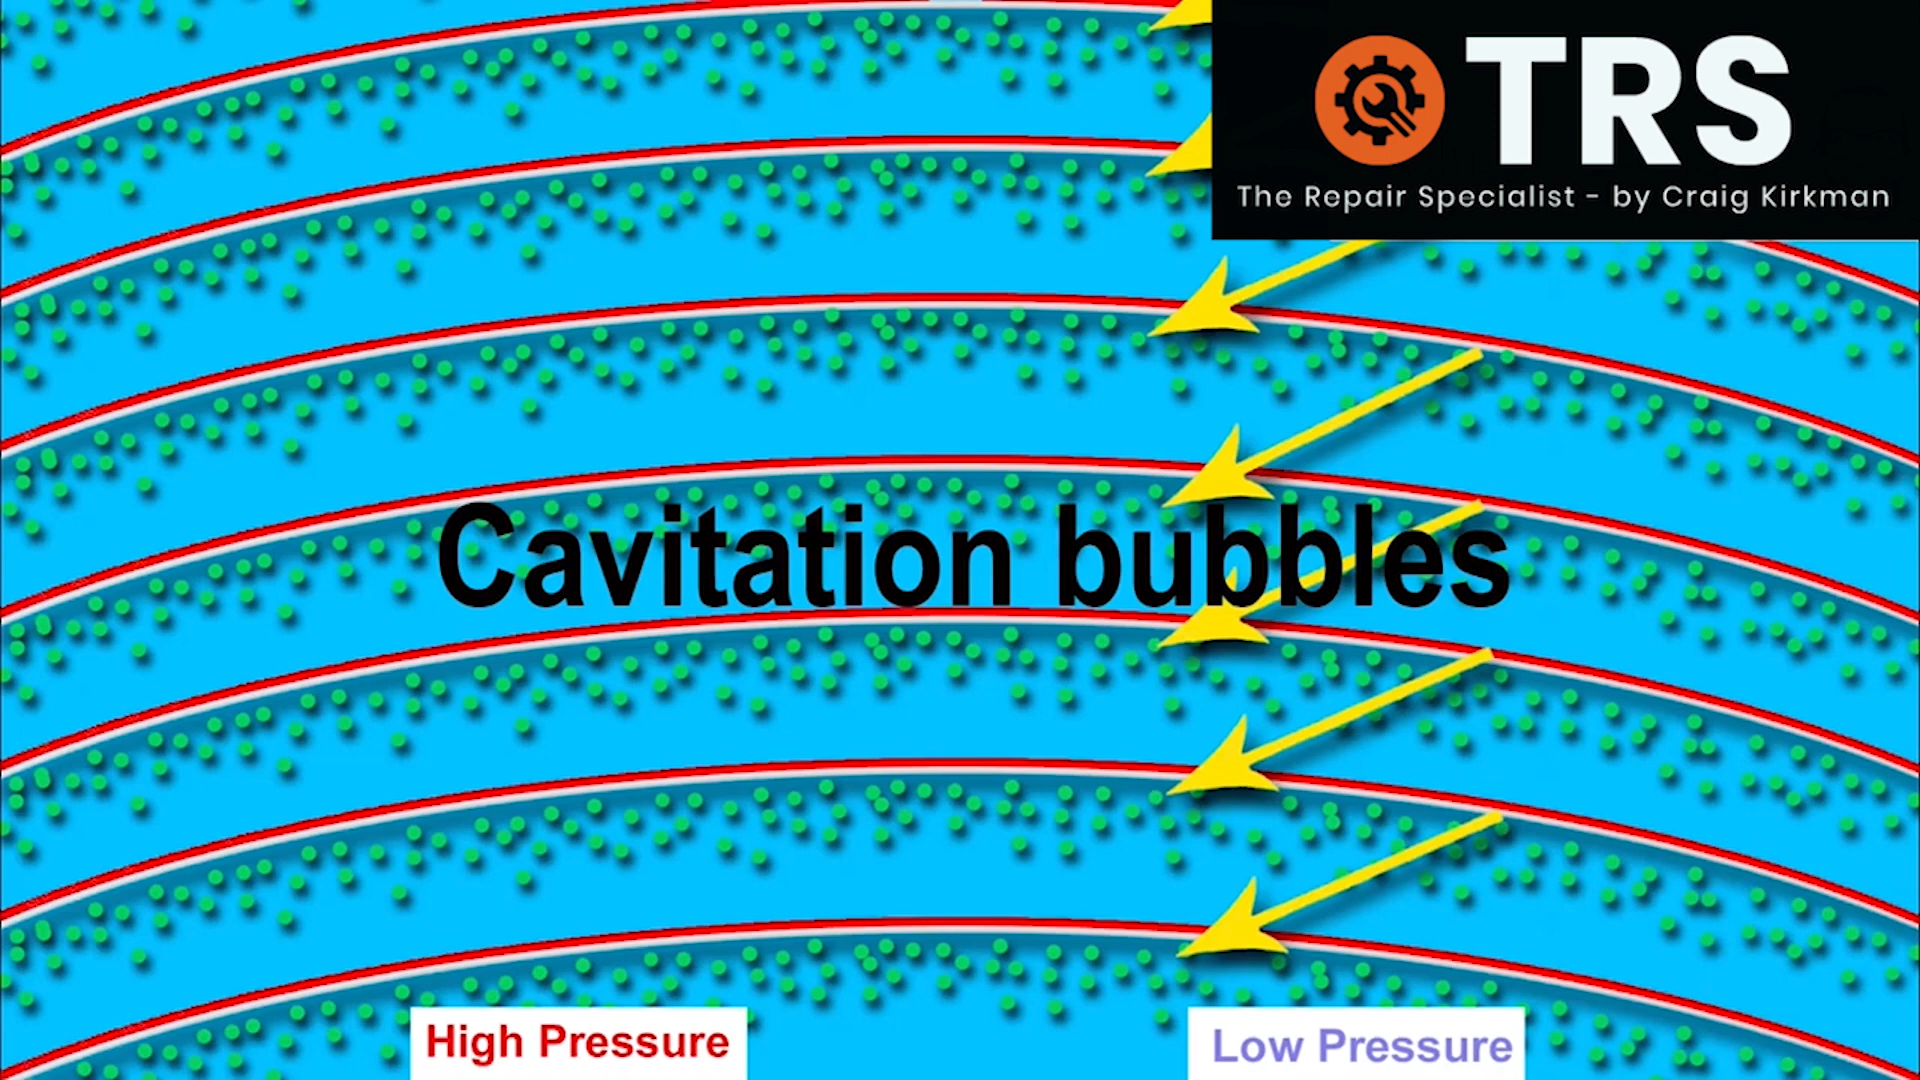 TRS
The Repair Specialist - by Craig Kirkman
Cavitation bubbles
High Pressure
Low Pressure